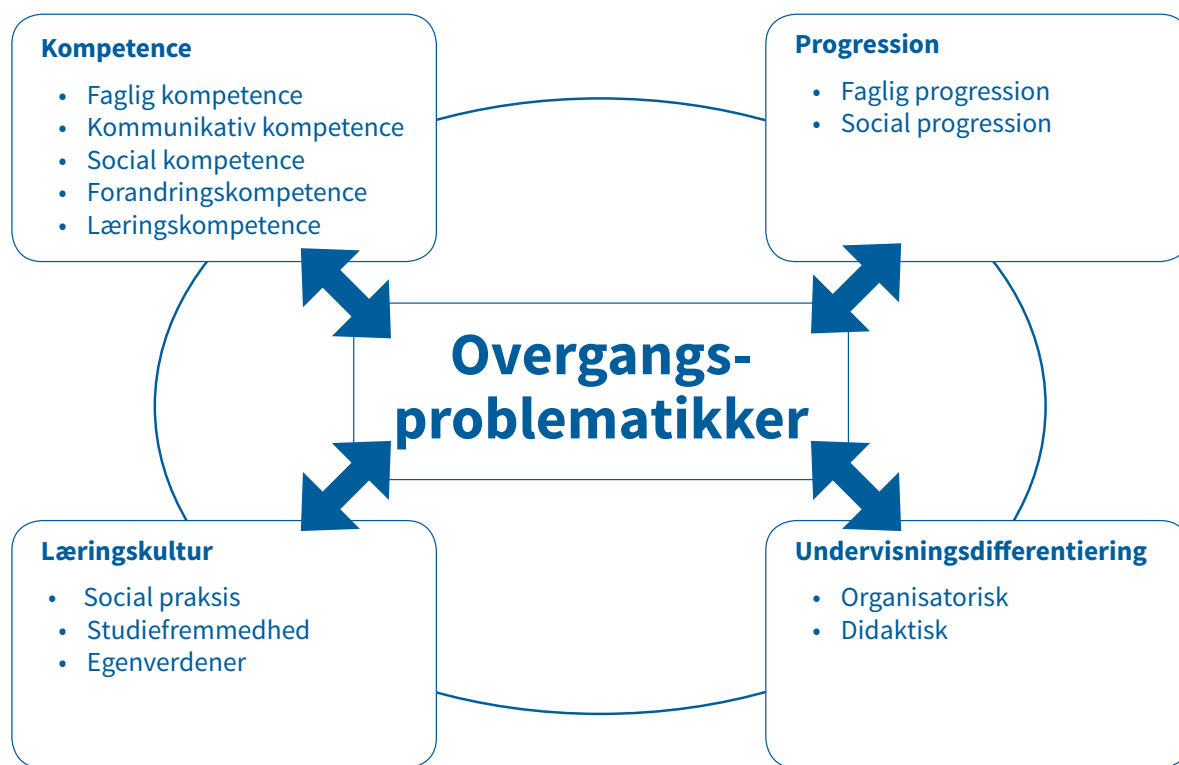 Kompetence
• Faglig kompetence
• Kommunikativ kompetence
• Social kompetence
• Forandringskompetence
• Læringskompetence
Progression
• Faglig progression
• Social progression
Overgangs-
problematikker
Læringskultur
• Social praksis
• Studiefremmedhed
• Egenverdener
Undervisningsdifferentiering
• Organisatorisk
• Didaktisk